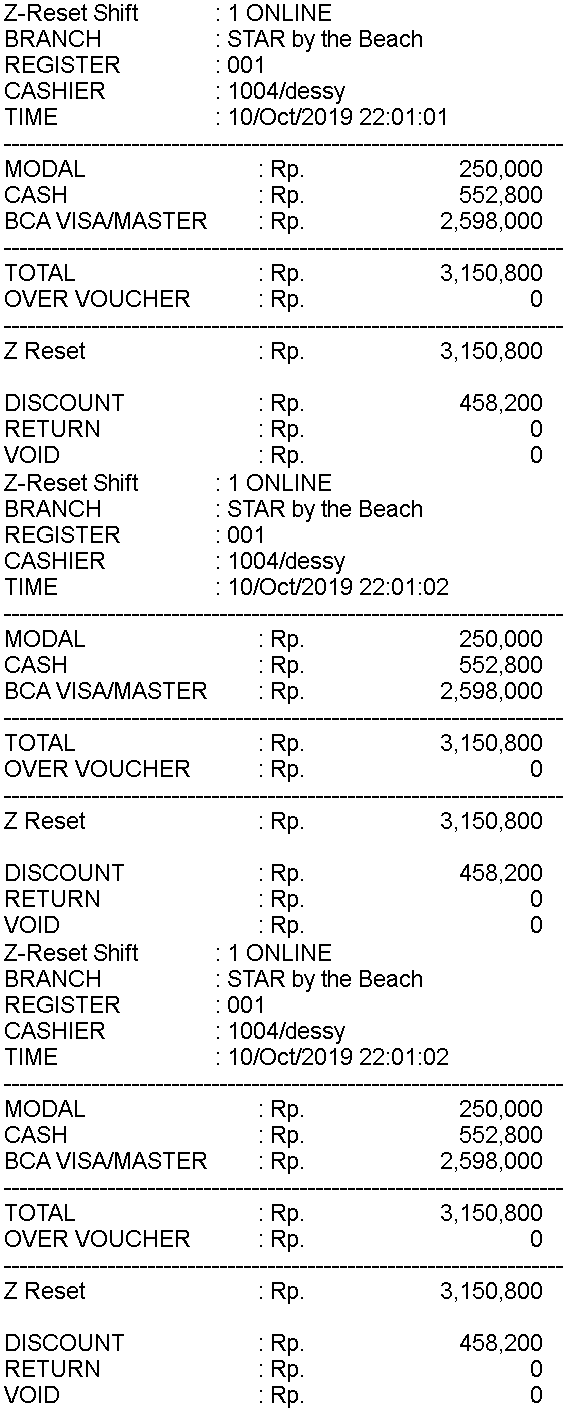 Z-Reset Shift : 1 ONLINE
BRANCH : STAR by the Beach
REGISTER : 001
CASHIER : 1004/dessy
TIME : 10/Oct/2019 22:01:01
MODAL : Rp. 250,000
CASH : Rp. 552,800
BCA VISA/MASTER : Rp. 2,598,000
TOTAL : Rp. 3,150,800
OVER VOUCHER : Rp. 0
Z Reset : Rp. 3,150,800
DISCOUNT : Rp. 458,200
RETURN : Rp. 0
VOID : Rp. 0
Z-Reset Shift : 1 ONLINE
BRANCH : STAR by the Beach
REGISTER : 001
CASHIER : 1004/dessy
TIME : 10/Oct/2019 22:01:02
MODAL : Rp. 250,000
CASH : Rp. 552,800
BCA VISA/MASTER : Rp. 2,598,000
TOTAL : Rp. 3,150,800
OVER VOUCHER : Rp. 0
Z Reset : Rp. 3,150,800
DISCOUNT : Rp. 458,200
RETURN : Rp. 0
VOID : Rp. 0
Z-Reset Shift : 1 ONLINE
BRANCH : STAR by the Beach
REGISTER : 001
CASHIER : 1004/dessy
TIME : 10/Oct/2019 22:01:02
MODAL : Rp. 250,000
CASH : Rp. 552,800
BCA VISA/MASTER : Rp. 2,598,000
TOTAL : Rp. 3,150,800
OVER VOUCHER : Rp. 0
Z Reset : Rp. 3,150,800
DISCOUNT : Rp. 458,200
RETURN : Rp. 0
VOID : Rp. 0